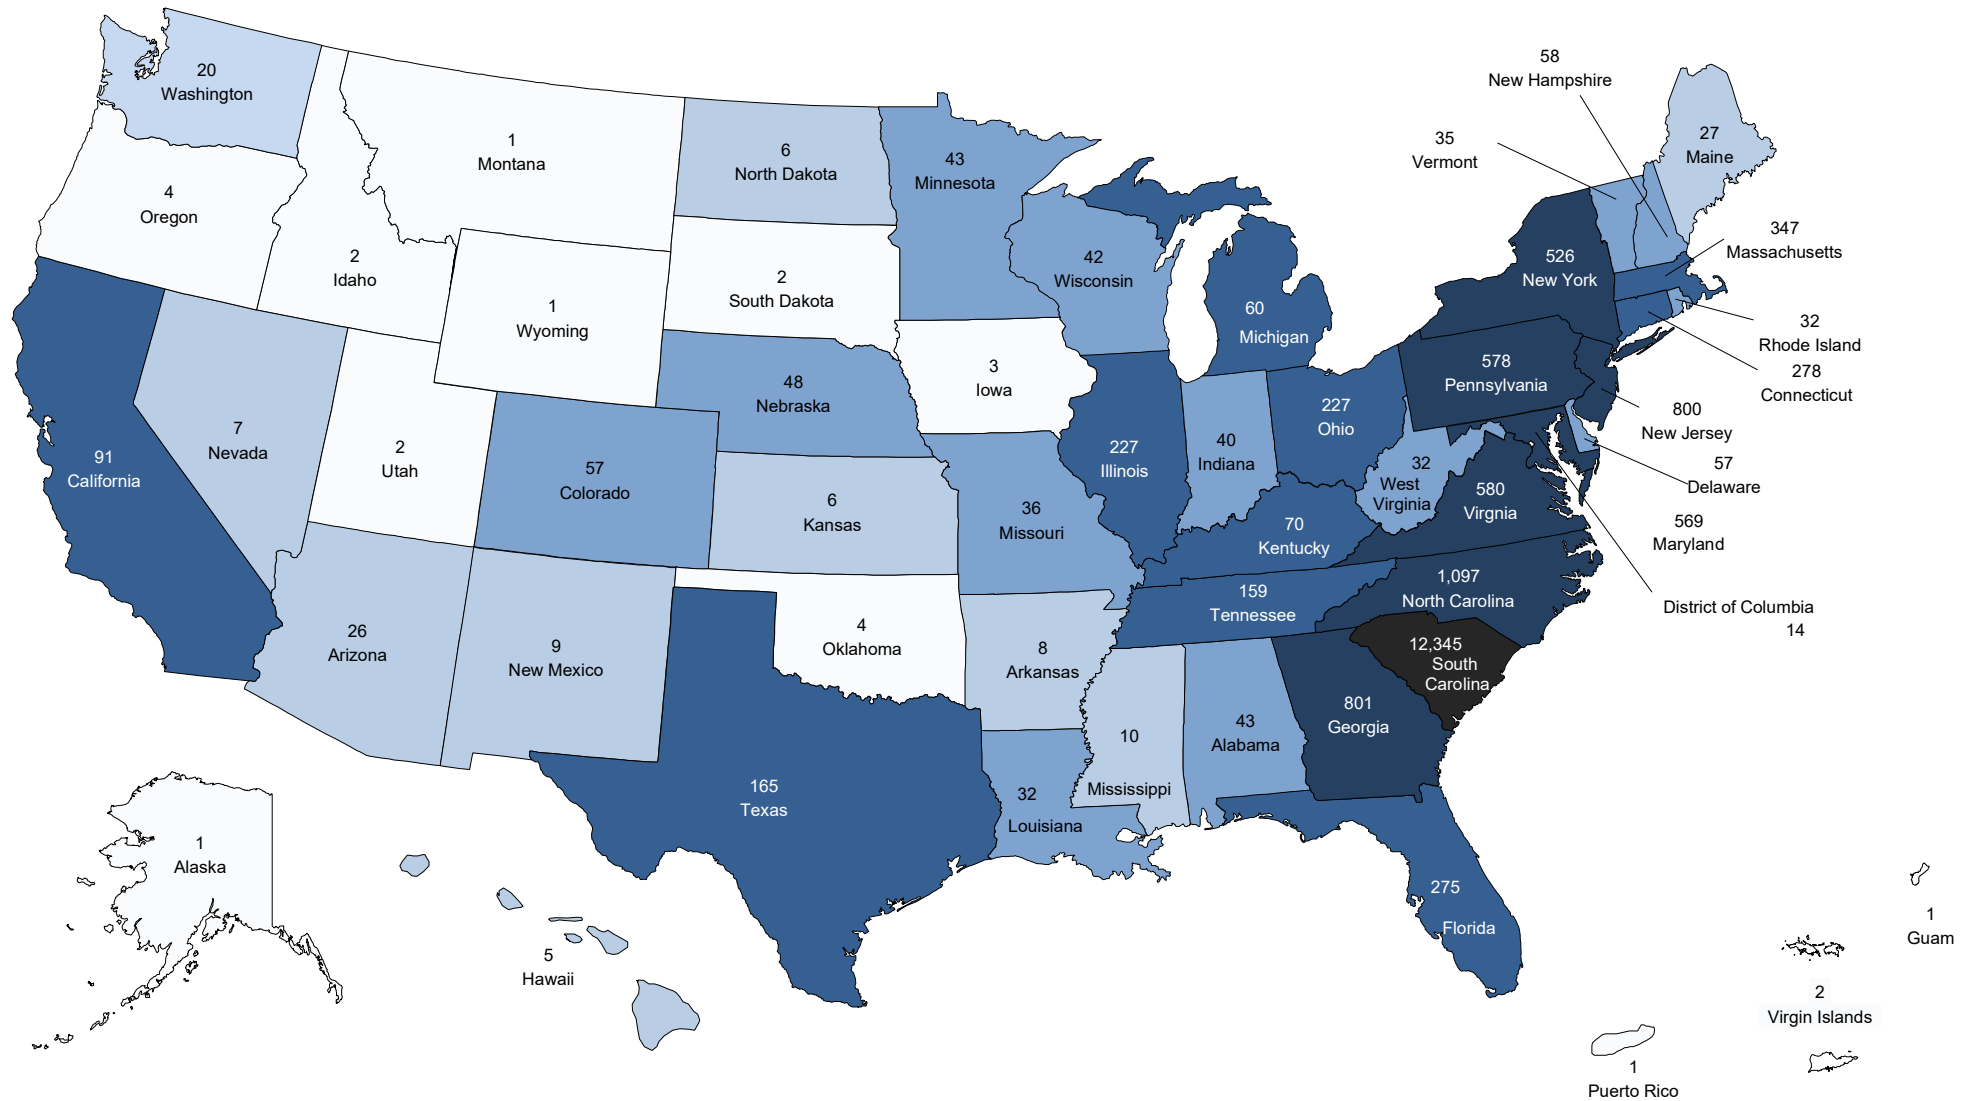 20
Washington
4
Oregon
1
Montana
2
Idaho
1
Wyoming
6
North Dakota
2
South Dakota
43
Minnesota
42
Wisconsin
60
Michigan
58
New Hampshire
35
Vermont
27
Maine
347
Massachusetts
526
New York
32
Rhode Island
278
Connecticut
578
Pennsylvania
800
New Jersey
57
Delaware
569
Maryland
District of Columbia
14
91
California
7
Nevada
2
Utah
57
Colorado
48
Nebraska
3
Iowa
6
Kansas
36
Missouri
227
Illinois
40
Indiana
227
Ohio
32
West
Virginia
580
Virgnia
70
Kentucky
159
Tennessee
1,097
North Carolina
12,345
South
Carolina
26
Arizona
9
New Mexico
4
Oklahoma
8
Arkansas
10
Mississippi
43
Alabama
801
Georgia
165
Texas
32
Louisiana
275
Florida
1
Alaska
5
Hawaii
1
Guam
2
Virgin Islands
1
Puerto Rico